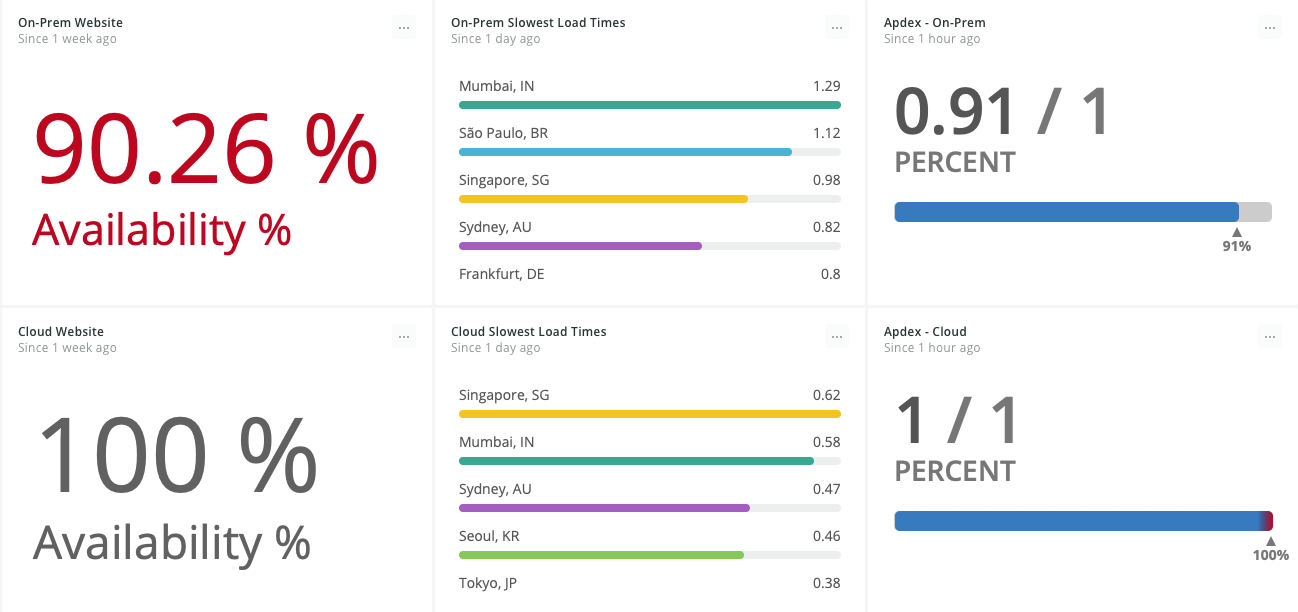 On-Prem Website
Since 1 week ago
...
90.26 %
Availability %
On-Prem Slowest Load Times
Since 1 day ago
...
Mumbai, IN 1.29
São Paulo, BR 1.12
Singapore, SG 0.98
Sydney, AU 0.82
Frankfurt, DE 0.8
Apdex - On-Prem
Since 1 hour ago
...
0.91 / 1
PERCENT
91%
Cloud Website
Since 1 week ago
...
100 %
Availability %
Cloud Slowest Load Times
Since 1 day ago
...
Singapore, SG 0.62
Mumbai, IN 0.58
Sydney, AU 0.47
Seoul, KR 0.46
Tokyo, JP 0.38
Apdex - Cloud
Since 1 hour ago
...
1 / 1
PERCENT
100%